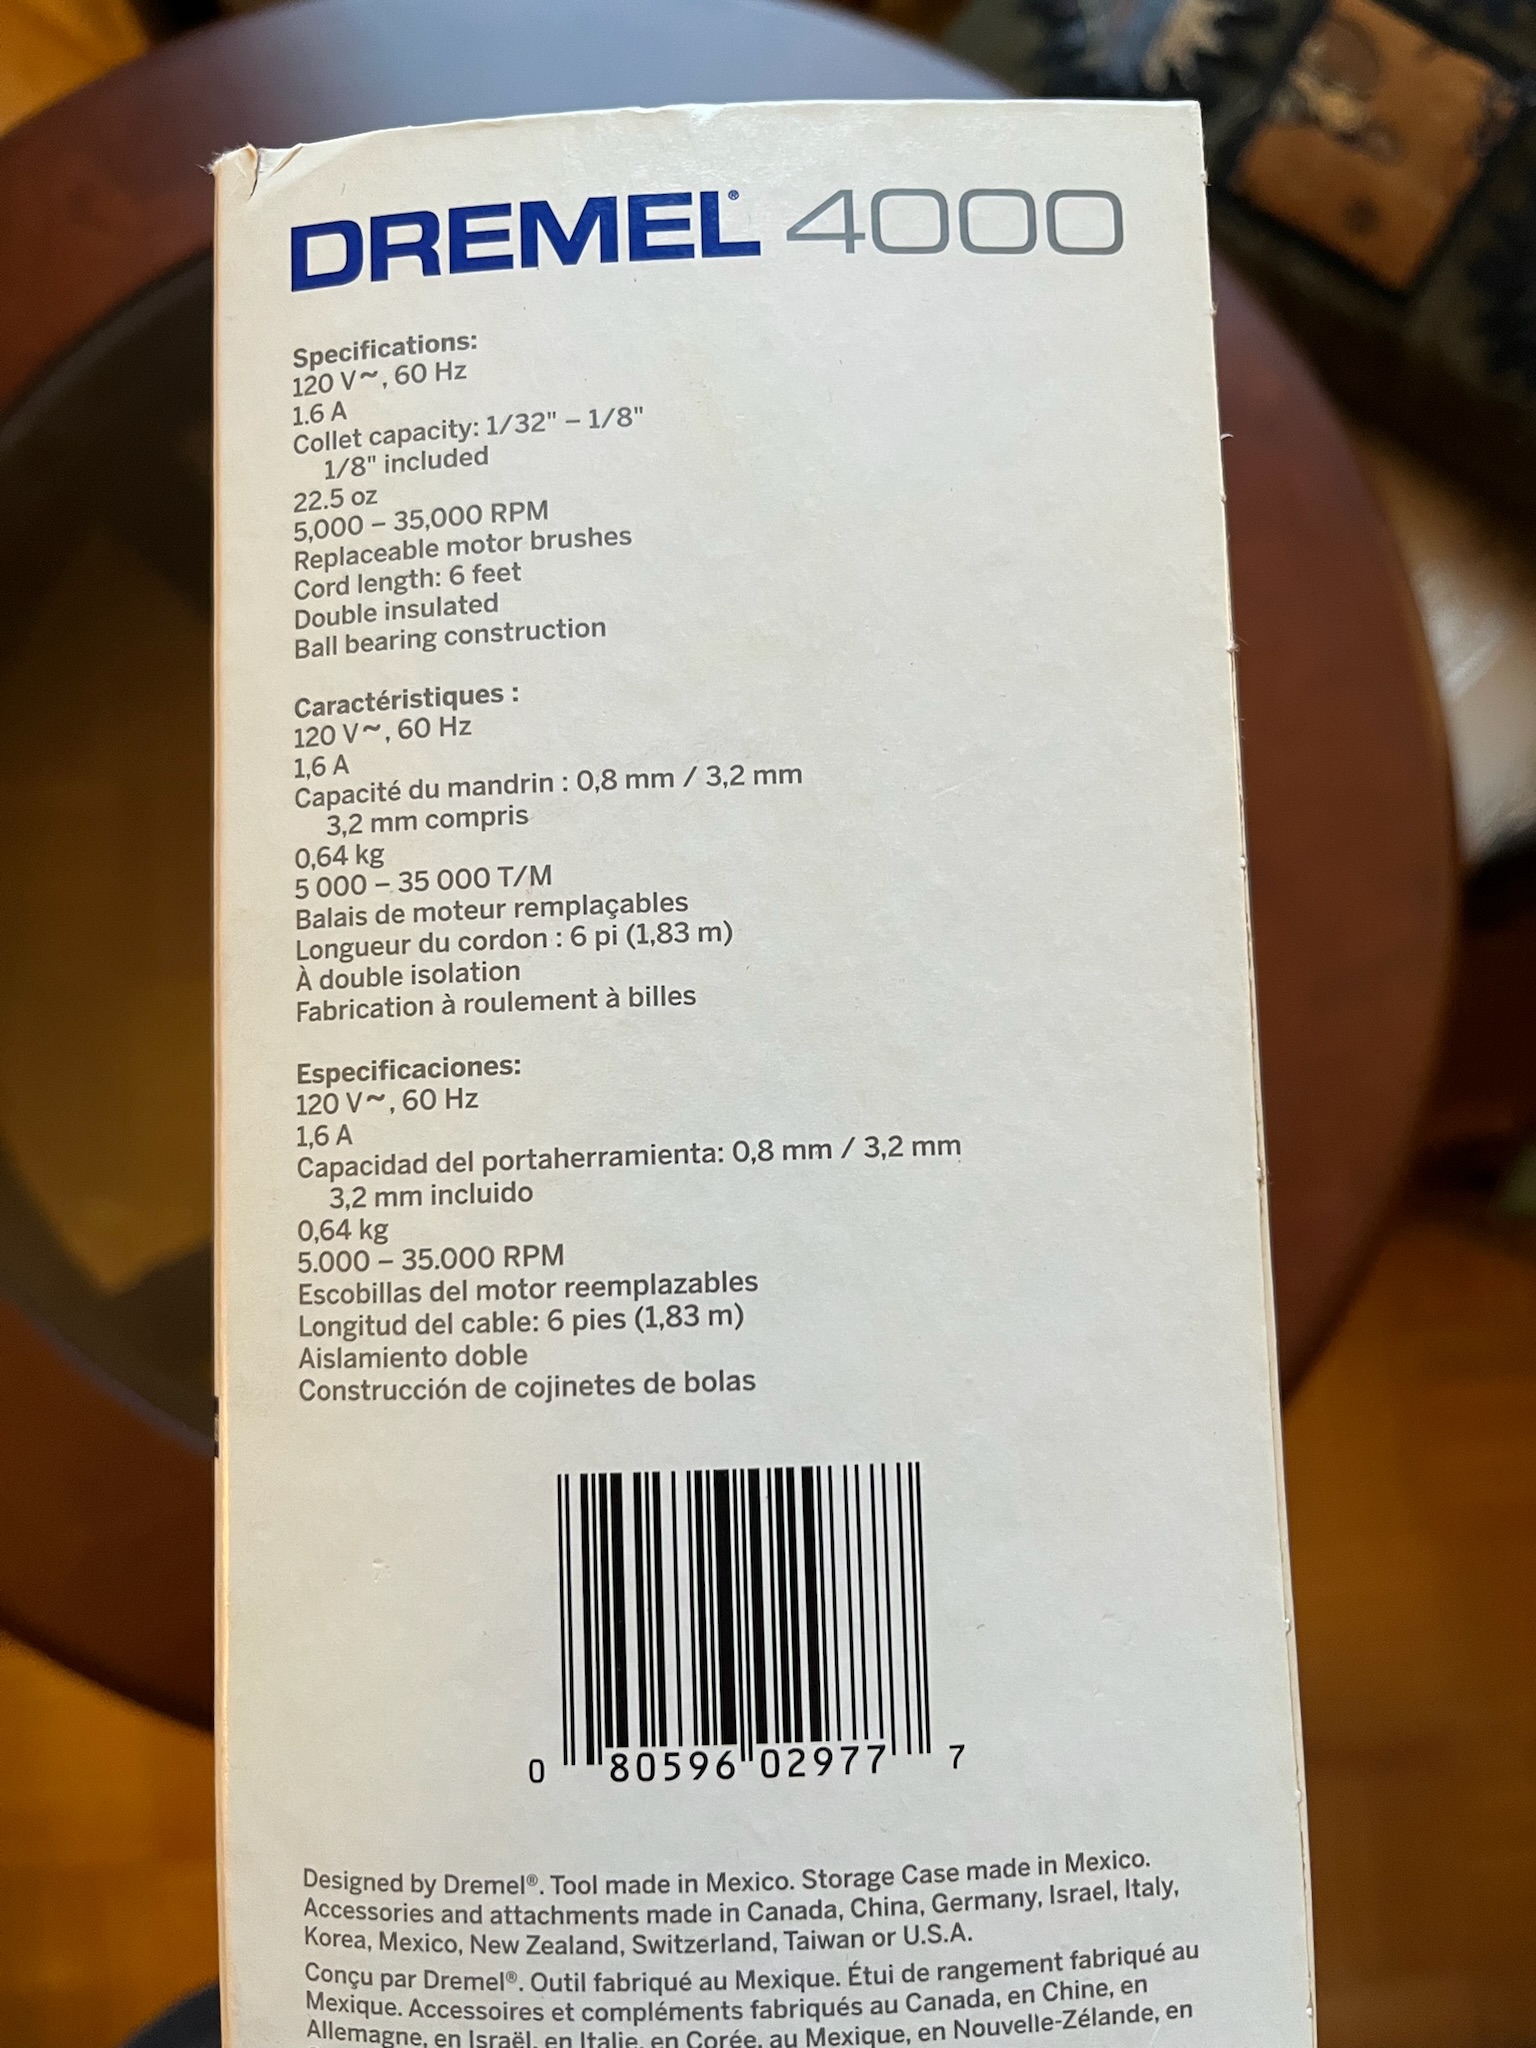 DREMEL® 4000
Specifications:
120 V~, 60 Hz
1.6 A
Collet capacity: 1/32" – 1/8"
1/8" included
22.5 oz
5,000 – 35,000 RPM
Replaceable motor brushes
Cord length: 6 feet
Double insulated
Ball bearing construction
Caractéristiques :
120 V~, 60 Hz
1,6 A
Capacité du mandrin : 0,8 mm / 3,2 mm
3,2 mm compris
0,64 kg
5 000 – 35 000 T/M
Balais de moteur remplaçables
Longueur du cordon : 6 pi (1,83 m)
À double isolation
Fabrication à roulement à billes
Especificaciones:
120 V~, 60 Hz
1,6 A
Capacidad del portaherramienta: 0,8 mm / 3,2 mm
3,2 mm incluido
0,64 kg
5.000 – 35.000 RPM
Escobillas del motor reemplazables
Longitud del cable: 6 pies (1,83 m)
Aislamiento doble
Construcción de cojinetes de bolas
0 80596 02977 7
Designed by Dremel®. Tool made in Mexico. Storage Case made in Mexico.
Accessories and attachments made in Canada, China, Germany, Israel, Italy,
Korea, Mexico, New Zealand, Switzerland, Taiwan or U.S.A.
Conçu par Dremel®. Outil fabriqué au Mexique. Étui de rangement fabriqué au
Mexique. Accessoires et compléments fabriqués au Canada, en Chine, en
Allemagne, en Israël, en Italie, en Corée, au Mexique, en Nouvelle-Zélande, en